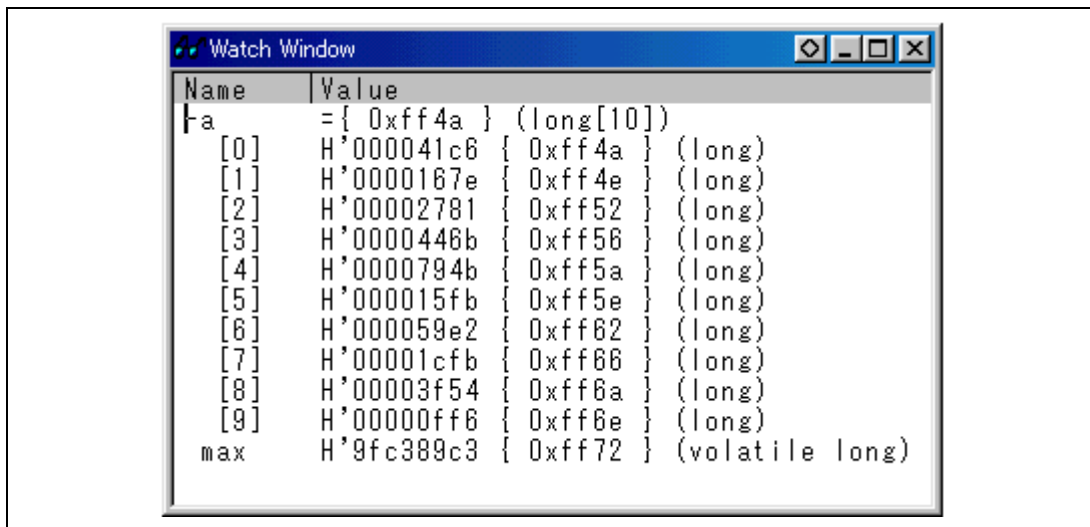 Watch Window
Name Value
-a ={ 0xff4a } (long[10])
[0] H'000041c6 { 0xff4a } (long)
[1] H'0000167e { 0xff4e } (long)
[2] H'00002781 { 0xff52 } (long)
[3] H'0000446b { 0xff56 } (long)
[4] H'0000794b { 0xff5a } (long)
[5] H'000015fb { 0xff5e } (long)
[6] H'000059e2 { 0xff62 } (long)
[7] H'00001cfb { 0xff66 } (long)
[8] H'00003f54 { 0xff6a } (long)
[9] H'00000ff6 { 0xff6e } (long)
max H'9fc389c3 { 0xff72 } (volatile long)